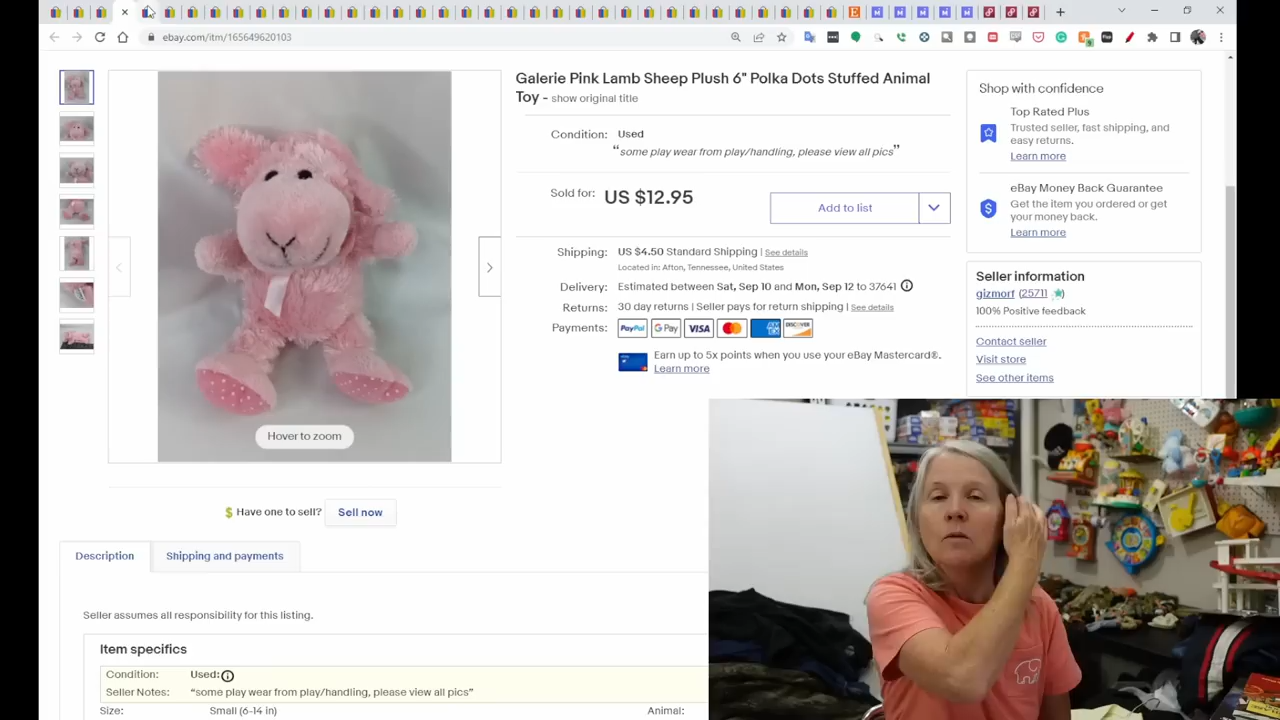 ebay.com/itm/165649620103
Galerie Pink Lamb Sheep Plush 6" Polka Dots Stuffed Animal
Toy - show original title
Condition: Used
“some play wear from play/handling, please view all pics”
Sold for: US $12.95
Add to list
Shipping: US $4.50 Standard Shipping | See details
Located in: Afton, Tennessee, United States
Delivery: Estimated between Sat, Sep 10 and Mon, Sep 12 to 37641
Returns: 30 day returns | Seller pays for return shipping | See details
Payments: PayPal G Pay VISA
DISCOVER
Earn up to 5x points when you use your eBay Mastercard®.
Learn more
Shop with confidence
Top Rated Plus
Trusted seller, fast shipping, and
easy returns.
Learn more
eBay Money Back Guarantee
Get the item you ordered or get
your money back.
Learn more
Seller information
gizmorf (25711)
100% Positive feedback
Contact seller
Visit store
See other items
Hover to zoom
Have one to sell? Sell now
Description
Shipping and payments
Seller assumes all responsibility for this listing.
Item specifics
Condition: Used:
Seller Notes: “some play wear from play/handling, please view all pics”
Size: Small (6-14 in)
Animal: